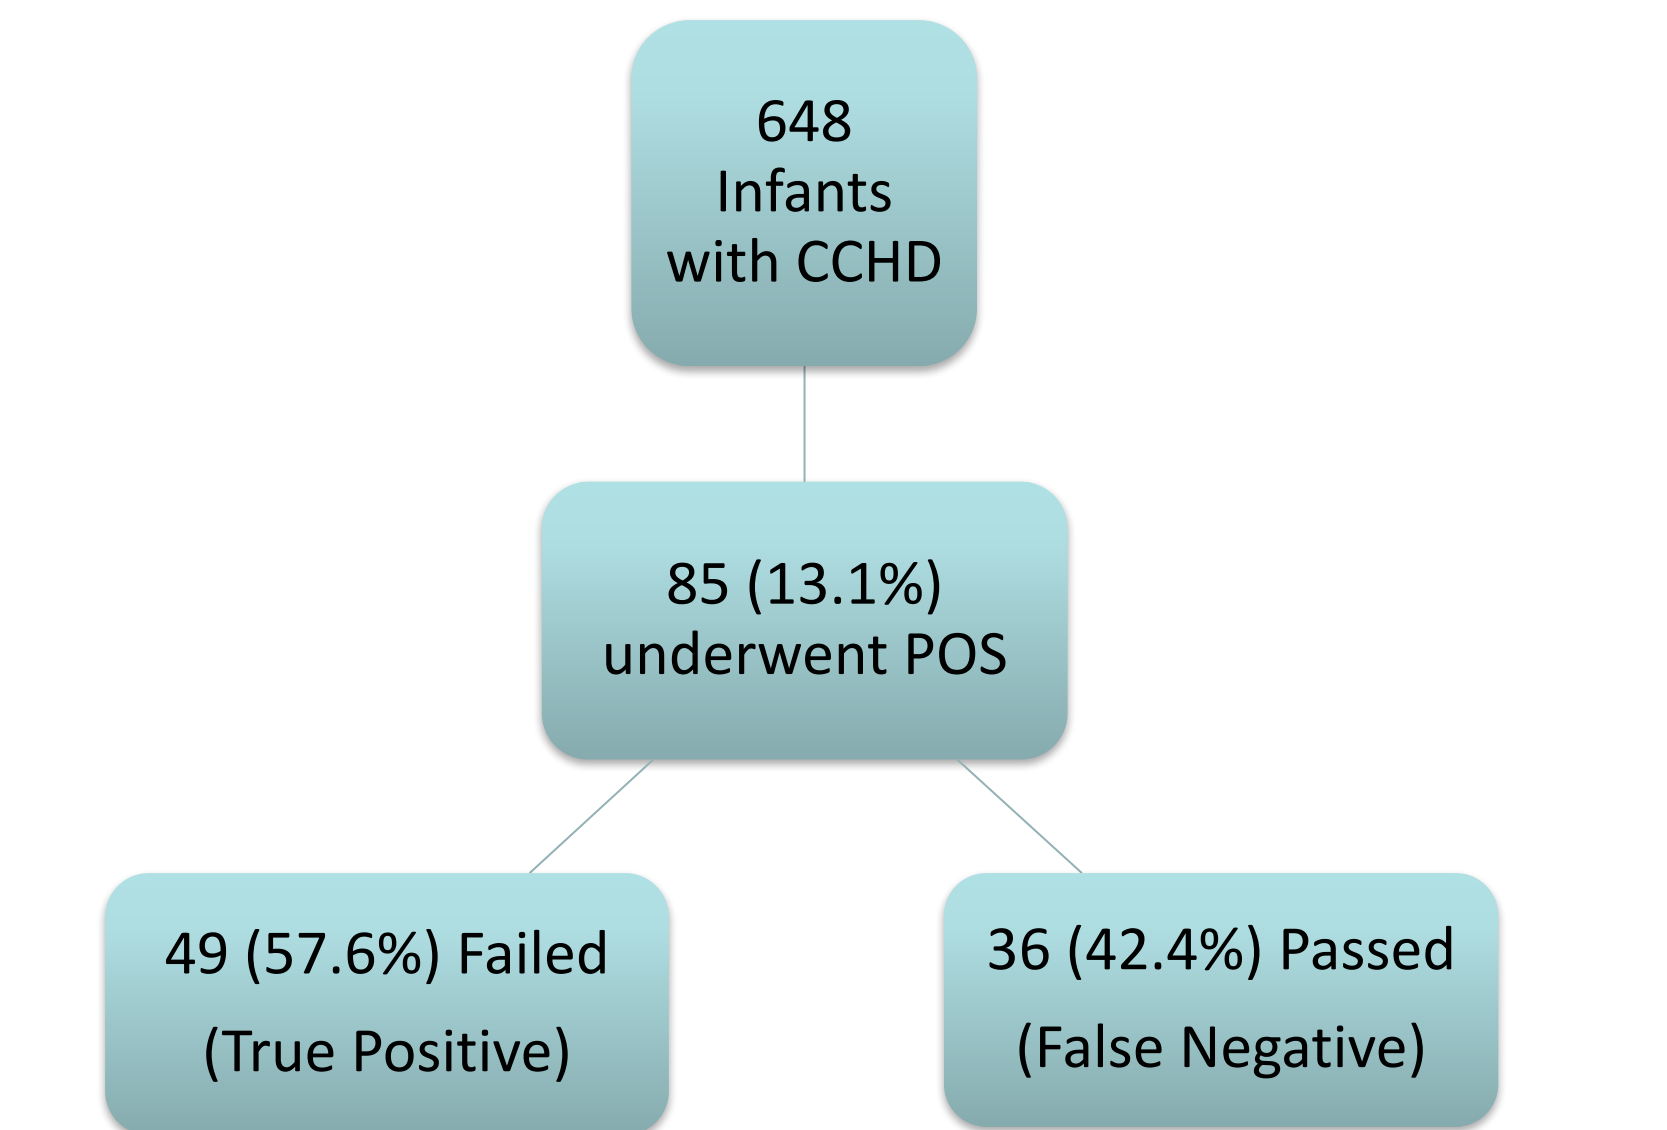 648
Infants
with CCHD
85 (13.1%)
underwent POS
49 (57.6%) Failed
(True Positive)
36 (42.4%) Passed
(False Negative)